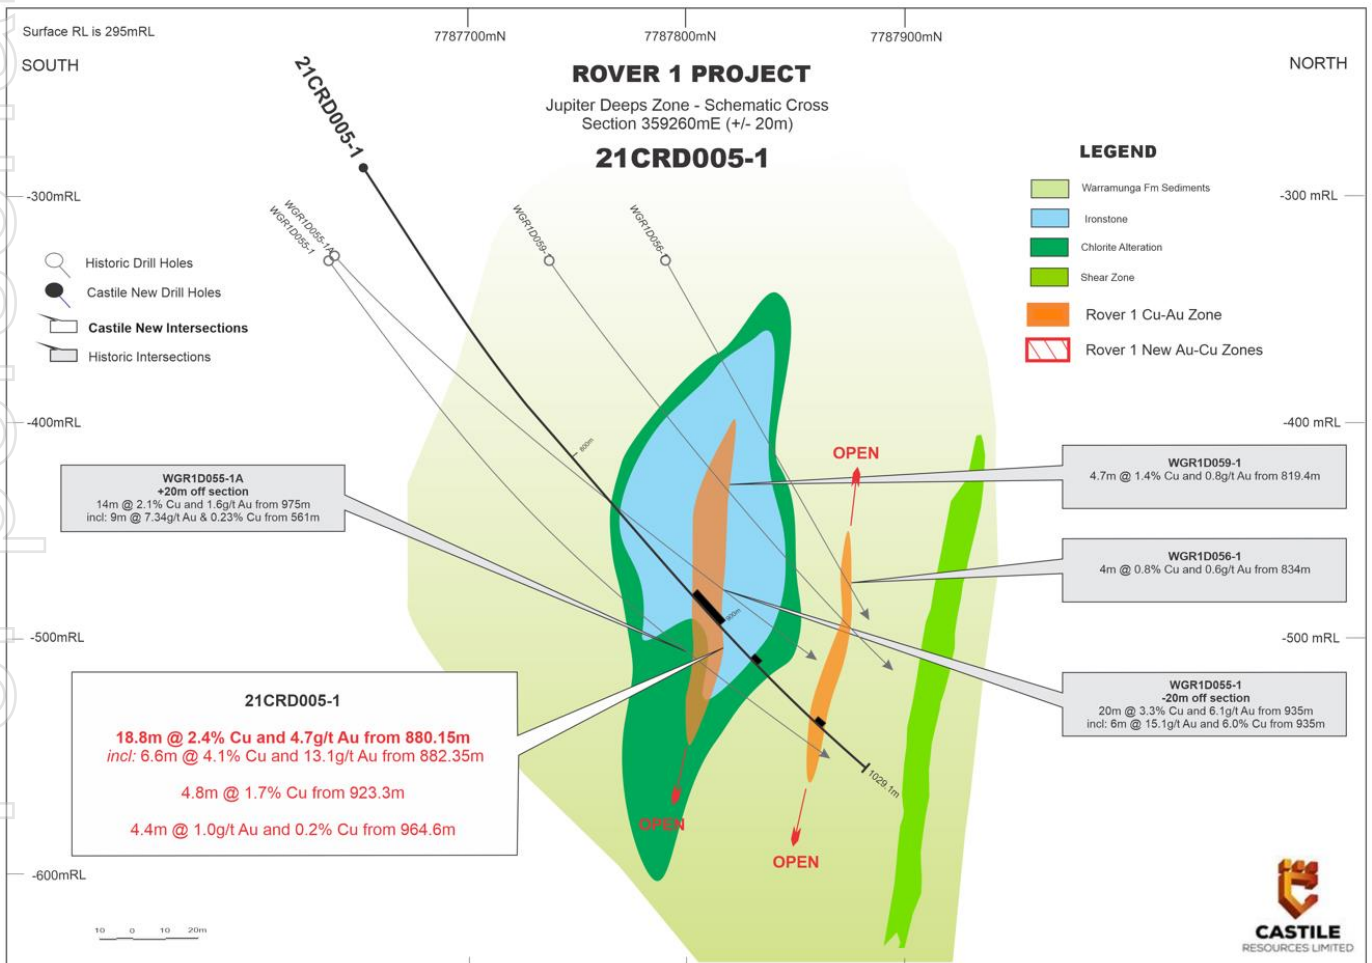 Surface RL is 295mRL
7787700mN
7787800mN
7787900mN
SOUTH
NORTH
ROVER 1 PROJECT
Jupiter Deeps Zone - Schematic Cross
Section 359260mE (+/- 20m)
21CRD005-1
21CRD005-1
LEGEND
Warramunga Fm Sediments
Ironstone
Chlorite Alteration
Shear Zone
Rover 1 Cu-Au Zone
Rover 1 New Au-Cu Zones
-300mRL
-300 mRL
WGR1D055-1A
WGR1D055-1
WGR1D059-1
WGR1D056-1
Historic Drill Holes
Castile New Drill Holes
Castile New Intersections
Historic Intersections
-400mRL
-400 mRL
800m
OPEN
WGR1D055-1A
+20m off section
14m @ 2.1% Cu and 1.6g/t Au from 975m
incl: 9m @ 7.34g/t Au & 0.23% Cu from 561m
WGR1D059-1
4.7m @ 1.4% Cu and 0.8g/t Au from 819.4m
WGR1D056-1
4m @ 0.8% Cu and 0.6g/t Au from 834m
900m
-500mRL
-500 mRL
WGR1D055-1
-20m off section
20m @ 3.3% Cu and 6.1g/t Au from 935m
incl: 6m @ 15.1g/t Au and 6.0% Cu from 935m
21CRD005-1
18.8m @ 2.4% Cu and 4.7g/t Au from 880.15m
incl: 6.6m @ 4.1% Cu and 13.1g/t Au from 882.35m
4.8m @ 1.7% Cu from 923.3m
4.4m @ 1.0g/t Au and 0.2% Cu from 964.6m
1029.1m
OPEN
OPEN
-600mRL
10 0 10 20m
CASTILE
RESOURCES LIMITED